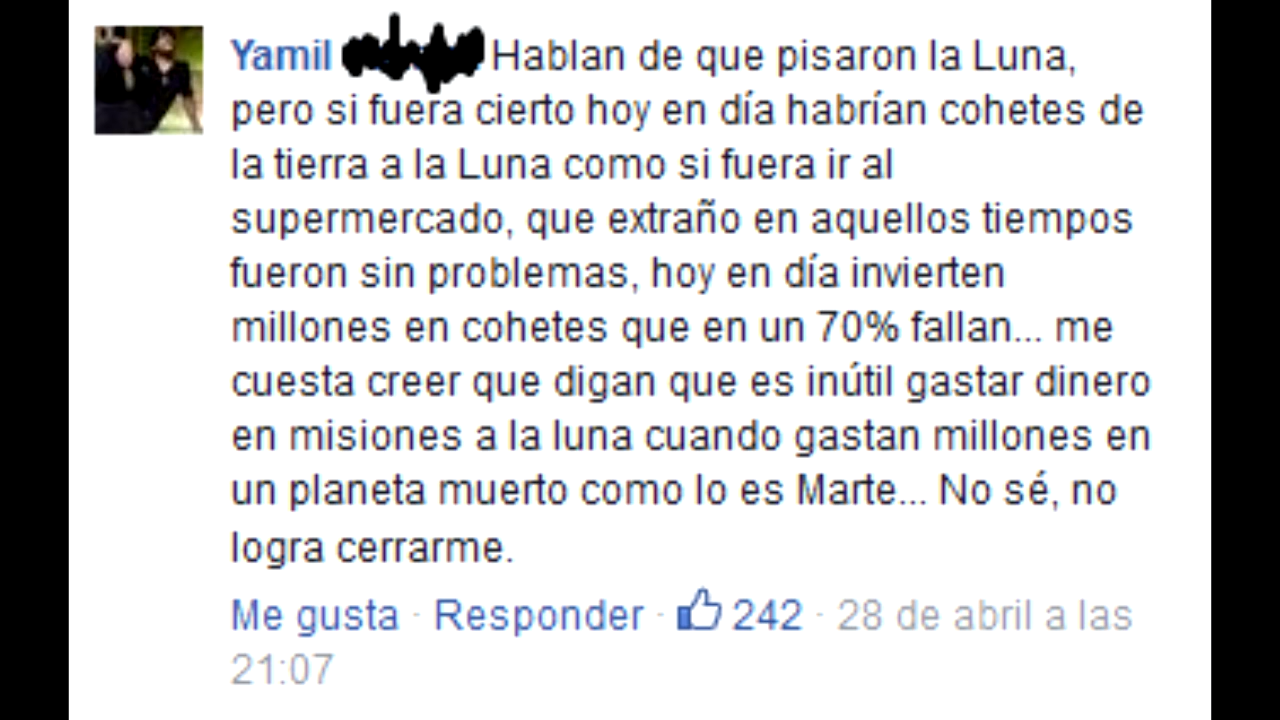 Yamil Hablan de que pisaron la Luna,
pero si fuera cierto hoy en día habrían cohetes de
la tierra a la Luna como si fuera ir al
supermercado, que extraño en aquellos tiempos
fueron sin problemas, hoy en día invierten
millones en cohetes que en un 70% fallan... me
cuesta creer que digan que es inútil gastar dinero
en misiones a la luna cuando gastan millones en
un planeta muerto como lo es Marte... No sé, no
logra cerrarme.
Me gusta · Responder · 242 · 28 de abril a las
21:07